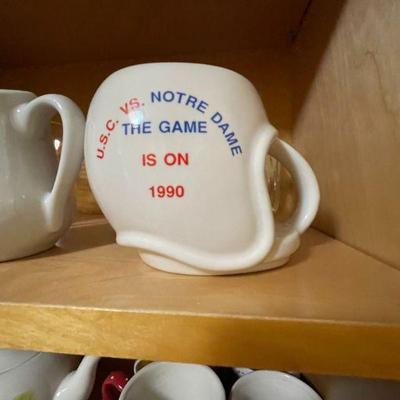 U.S.C. VS. NOTRE DAME
THE GAME
IS ON
1990